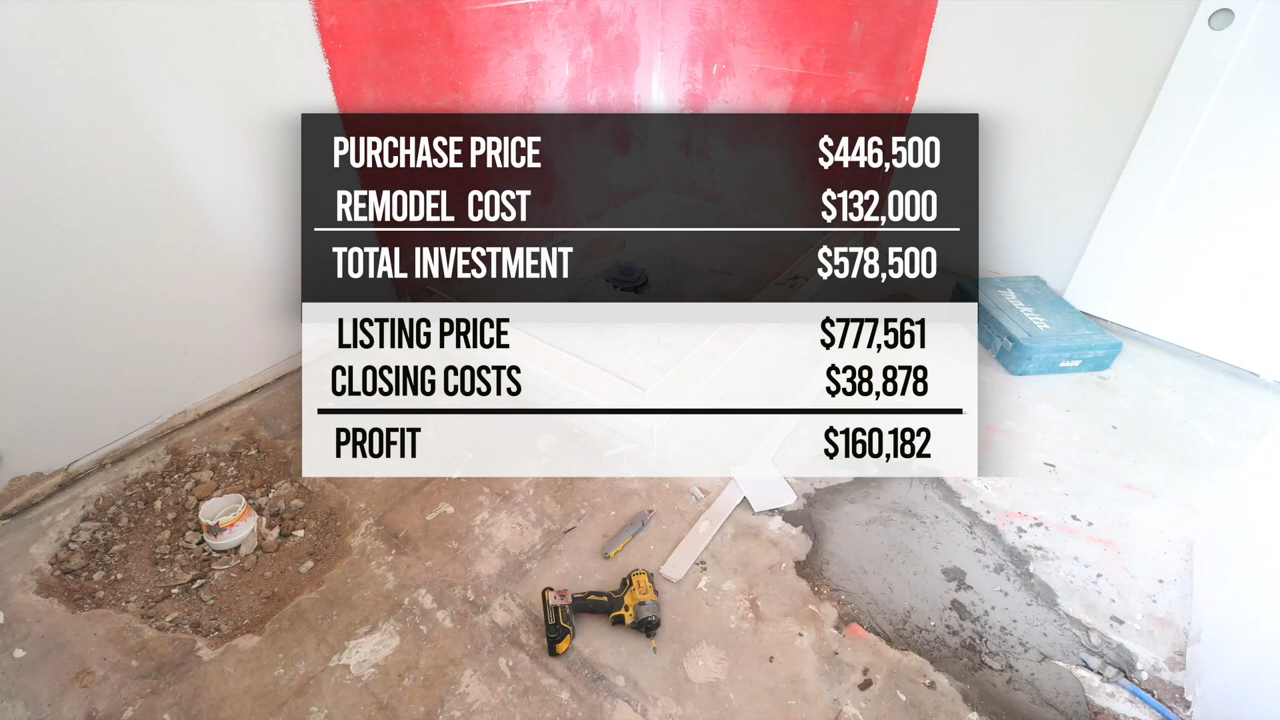 PURCHASE PRICE $446,500
REMODEL COST $132,000
TOTAL INVESTMENT $578,500
LISTING PRICE $777,561
CLOSING COSTS $38,878
PROFIT $160,182
makita